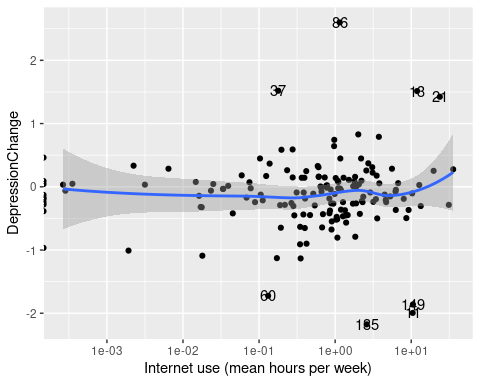 86
37
18
21
60
149
11
185
2
1
0
-1
-2
DepressionChange
1e-03
1e-02
1e-01
1e+00
1e+01
Internet use (mean hours per week)